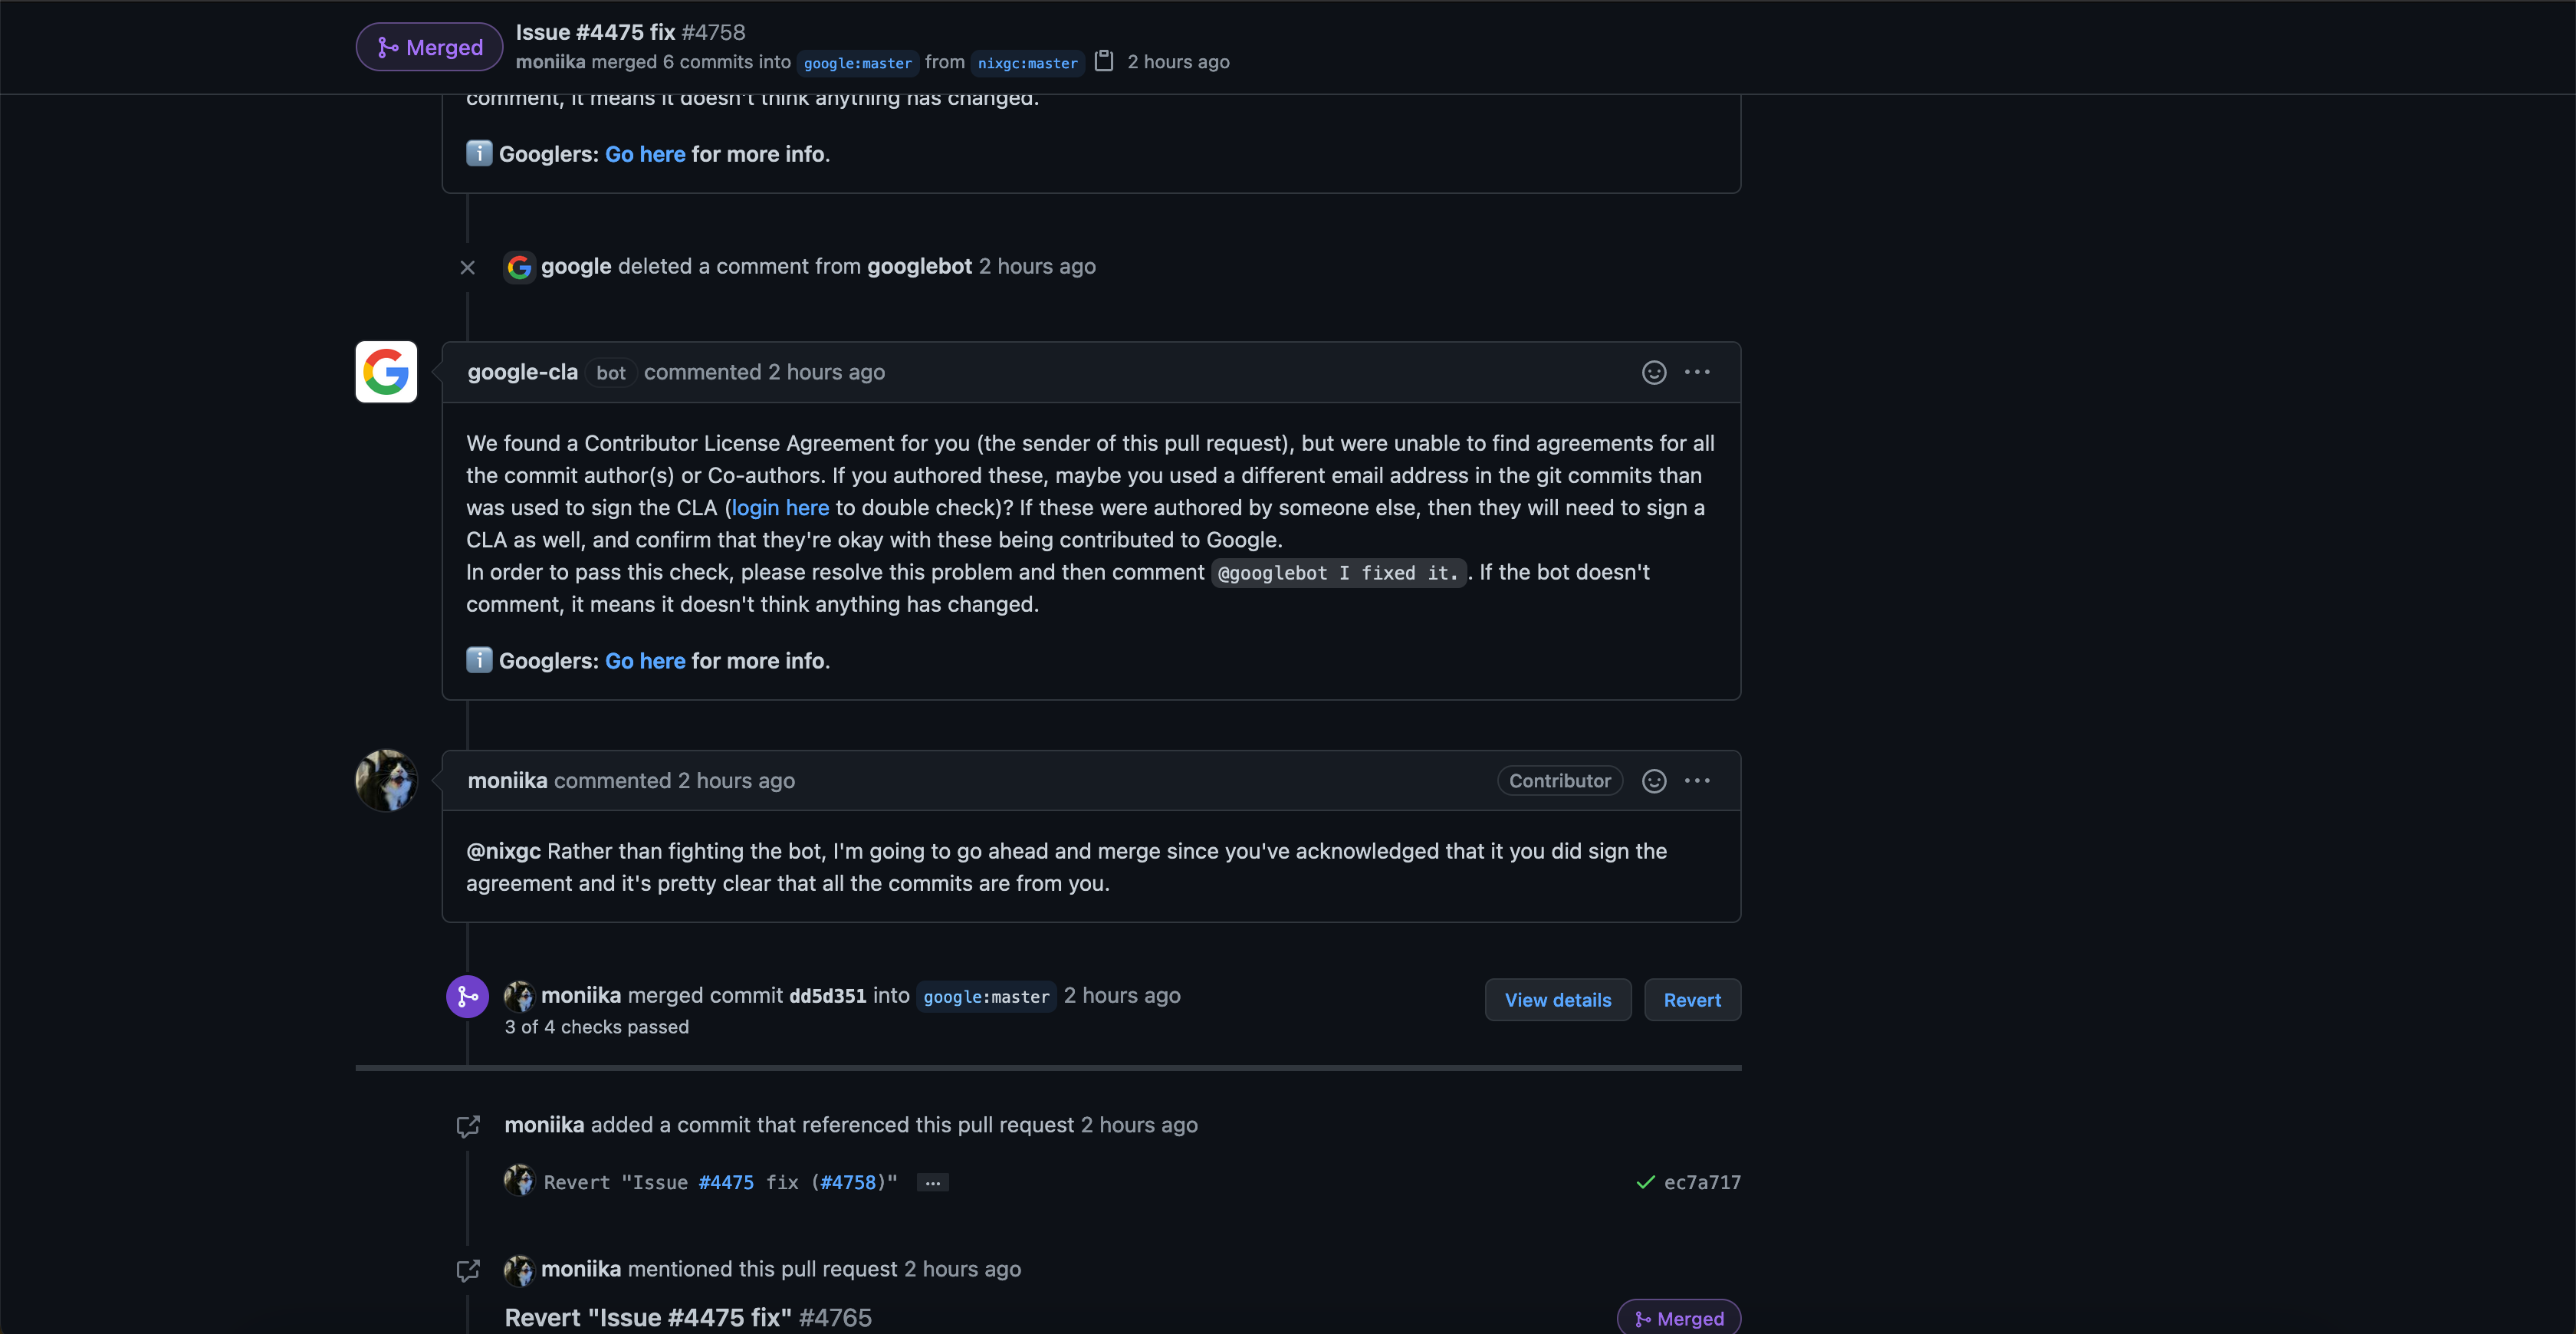 Merged
Issue #4475 fix #4758
moniika merged 6 commits into google:master from nixgc:master 2 hours ago
comment, it means it doesn't think anything has changed.
Googlers: Go here for more info.
google deleted a comment from googlebot 2 hours ago
google-cla bot commented 2 hours ago
We found a Contributor License Agreement for you (the sender of this pull request), but were unable to find agreements for all
the commit author(s) or Co-authors. If you authored these, maybe you used a different email address in the git commits than
was used to sign the CLA (login here to double check)? If these were authored by someone else, then they will need to sign a
CLA as well, and confirm that they're okay with these being contributed to Google.
In order to pass this check, please resolve this problem and then comment @googlebot I fixed it.. If the bot doesn't
comment, it means it doesn't think anything has changed.
Googlers: Go here for more info.
moniika commented 2 hours ago Contributor
@nixgc Rather than fighting the bot, I'm going to go ahead and merge since you've acknowledged that it you did sign the
agreement and it's pretty clear that all the commits are from you.
moniika merged commit dd5d351 into google:master 2 hours ago View details Revert
3 of 4 checks passed
moniika added a commit that referenced this pull request 2 hours ago
Revert "Issue #4475 fix (#4758)" ... ec7a717
moniika mentioned this pull request 2 hours ago
Revert "Issue #4475 fix" #4765 Merged